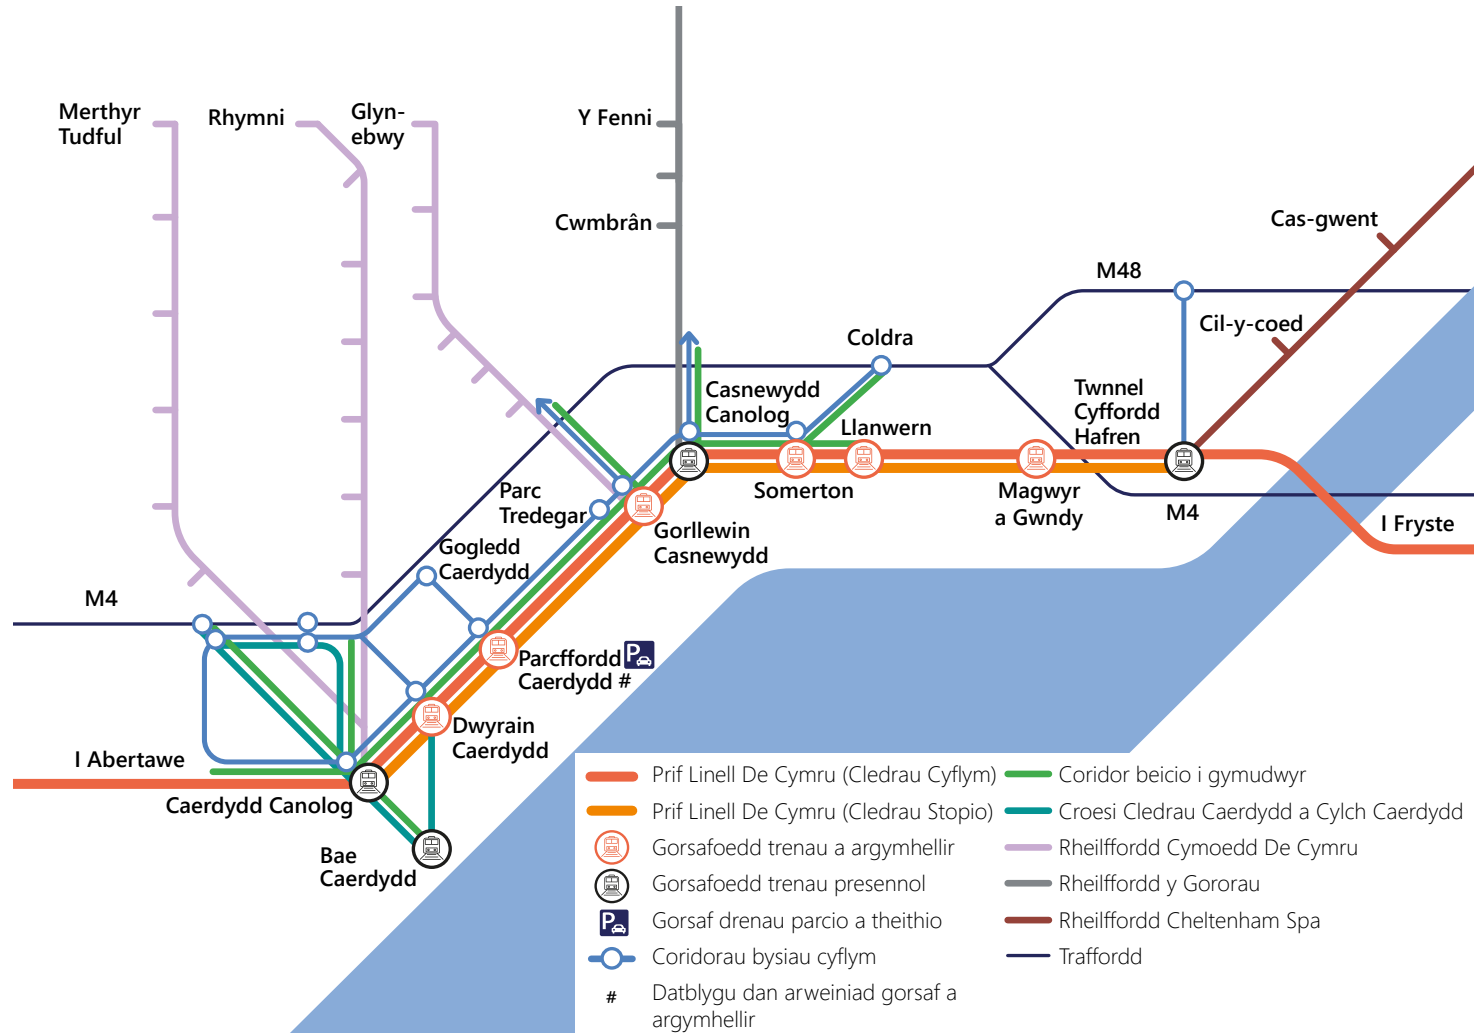 Merthyr
Tudful
Rhymni
Glyn-
ebwy
Y Fenni
Cwmbrân
Cas-gwent
M48
Cil-y-coed
Coldra
Casnewydd
Canolog
Twnnel
Cyffordd
Hafren
Llanwern
Parc
Tredegar
Somerton
Magwyr
a Gwndy
M4
I Fryste
Gorllewin
Casnewydd
Gogledd
Caerdydd
M4
Parcffordd
Caerdydd #
P
Dwyrain
Caerdydd
I Abertawe
Caerdydd Canolog
Bae
Caerdydd
Prif Linell De Cymru (Cledrau Cyflym)
Prif Linell De Cymru (Cledrau Stopio)
Gorsafoedd trenau a argymhellir
Gorsafoedd trenau presennol
P
Gorsaf drenau parcio a theithio
Coridorau bysiau cyflym
# Datblygu dan arweiniad gorsaf a
argymhellir
Coridor beicio i gymudwyr
Croesi Cledrau Caerdydd a Cylch Caerdydd
Rheilffordd Cymoedd De Cymru
Rheilffordd y Gororau
Rheilffordd Cheltenham Spa
Traffordd